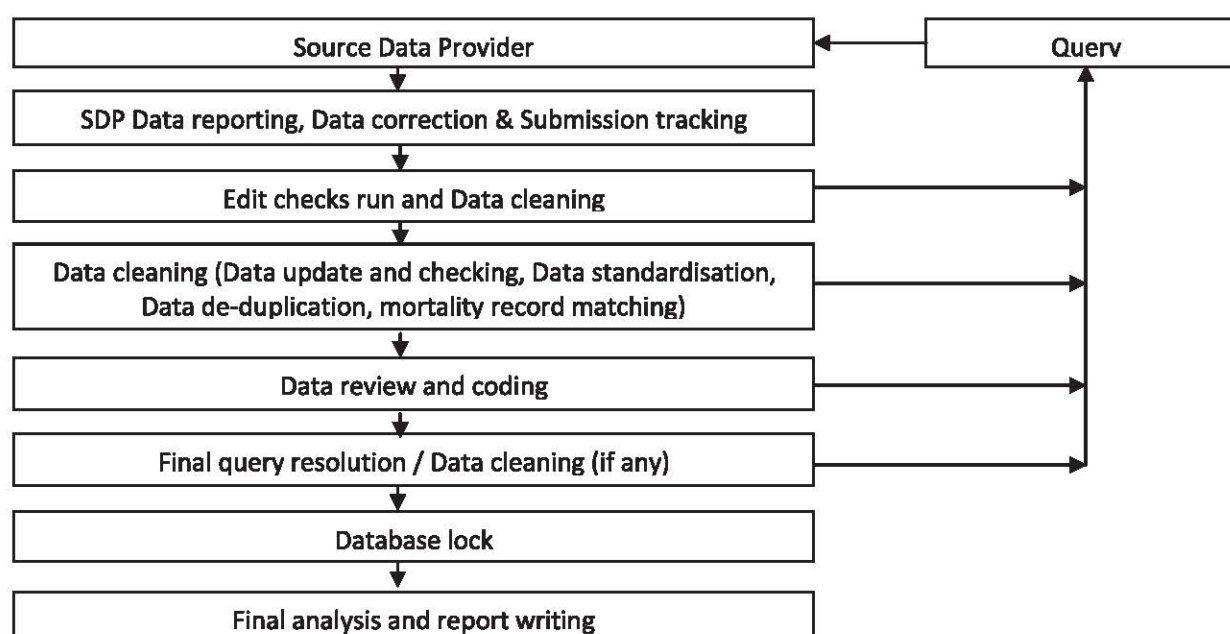 Source Data Provider
Query
SDP Data reporting, Data correction & Submission tracking
Edit checks run and Data cleaning
Data cleaning (Data update and checking, Data standardisation,
Data de-duplication, mortality record matching)
Data review and coding
Final query resolution / Data cleaning (if any)
Database lock
Final analysis and report writing